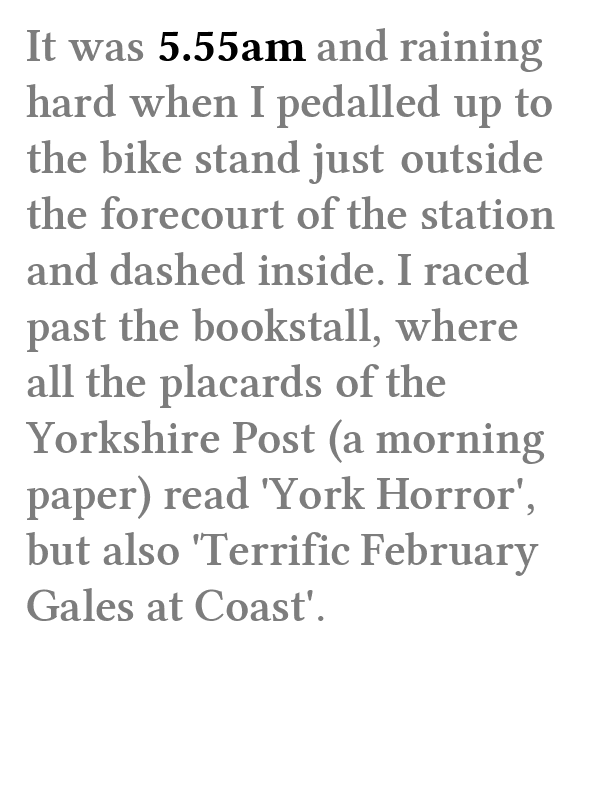 It was 5.55am and raining
hard when I pedalled up to
the bike stand just outside
the forecourt of the station
and dashed inside. I raced
past the bookstall, where
all the placards of the
Yorkshire Post (a morning
paper) read 'York Horror',
but also 'Terrific February
Gales at Coast'.